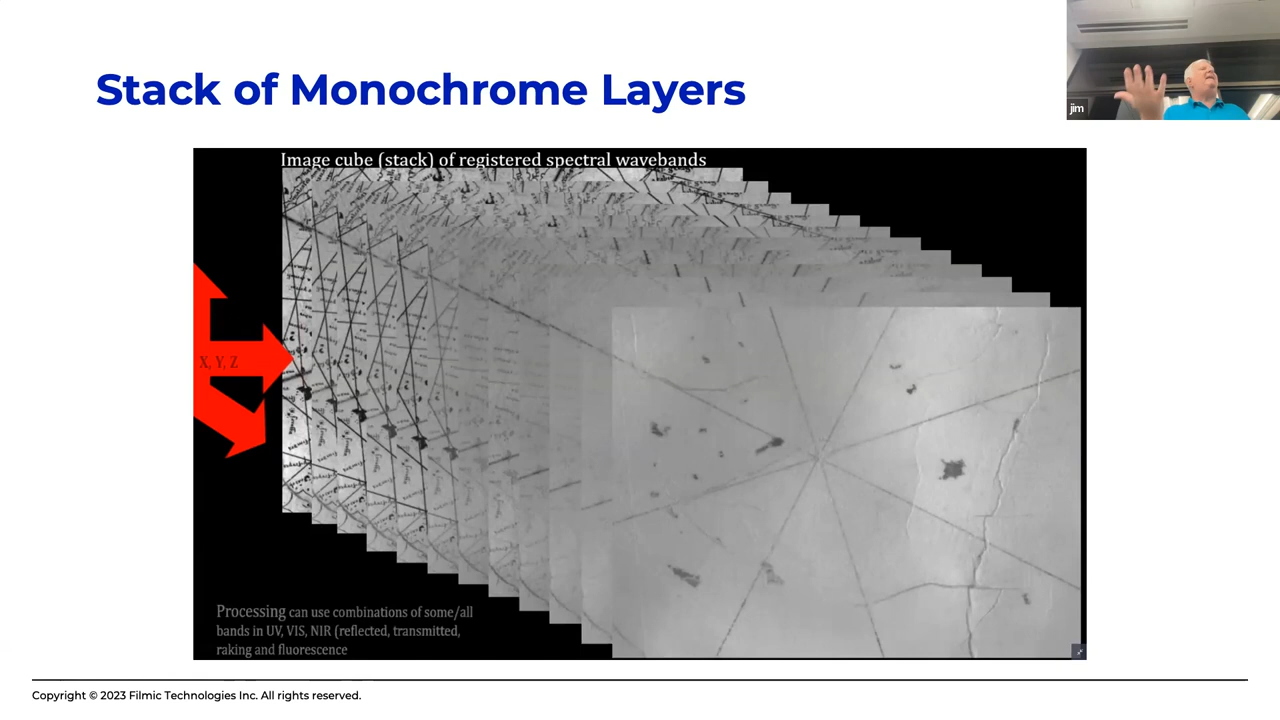 Stack of Monochrome Layers
jim
Image cube (stack) of registered spectral wavebands
X, Y, Z
Processing can use combinations of some/all
bands in UV, VIS, NIR (reflected, transmitted,
raking and fluorescence
Copyright © 2023 Filmic Technologies Inc. All rights reserved.